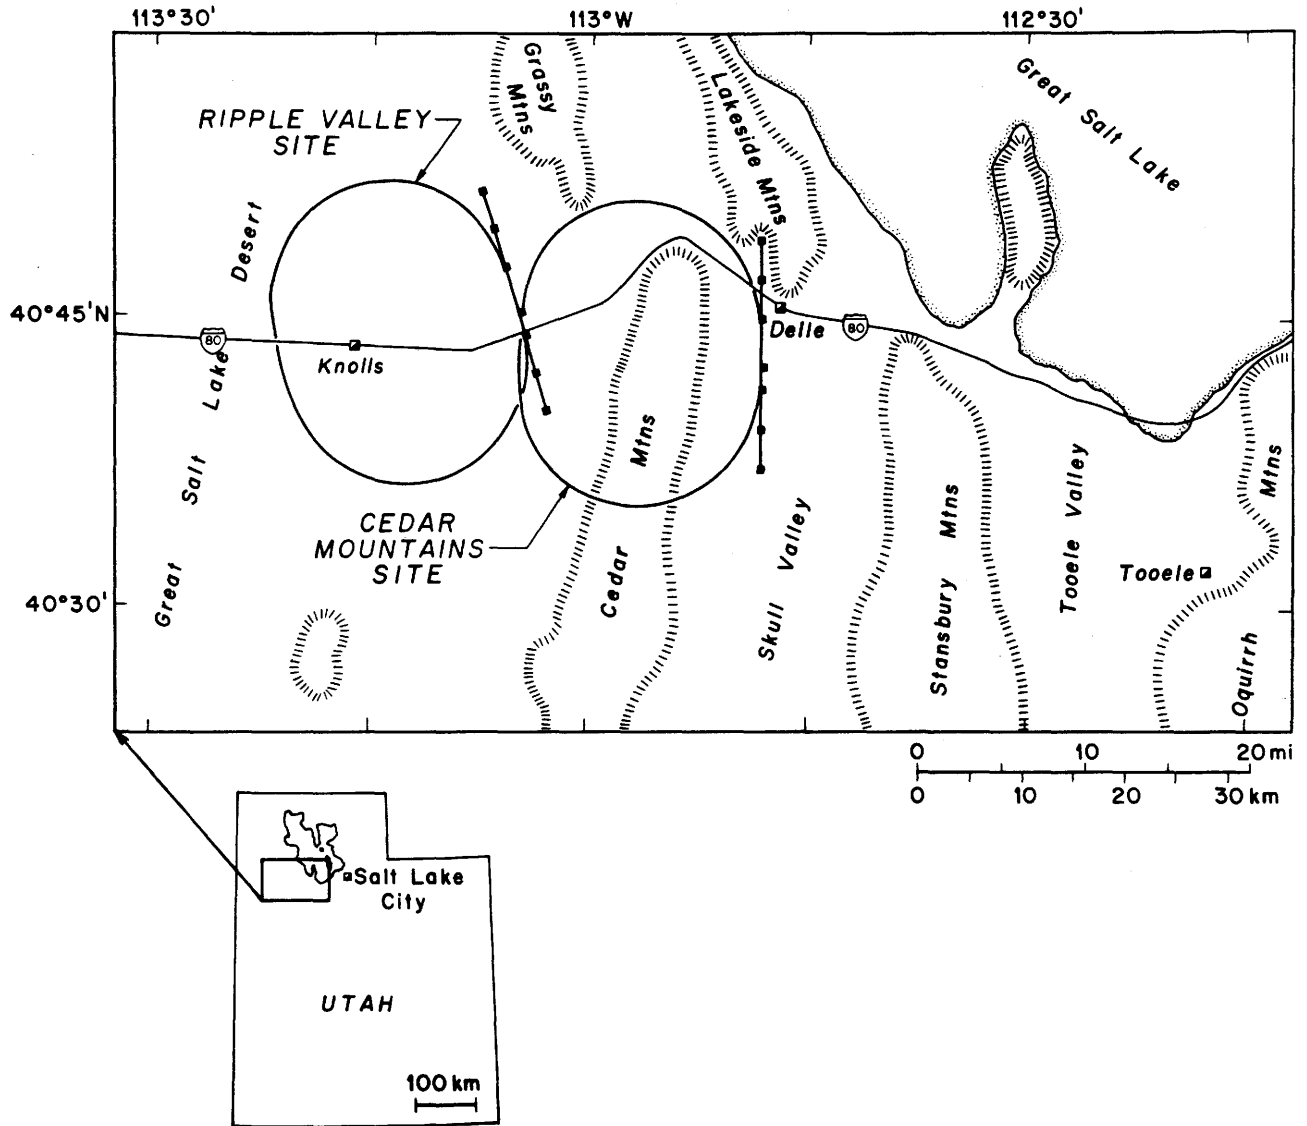 113°30'
113°W
112°30'
Grassy
Mtns
Lakeside Mtns
Great Salt Lake
RIPPLE VALLEY
SITE
Desert
40°45'N
80
Knolls
Delle
80
Lake
Salt
Great
Mtns
Cedar
CEDAR
MOUNTAINS
SITE
Skull Valley
Stansbury Mtns
Tooele Valley
Mtns
Oquirrh
Tooele
40°30'
0 10 20 mi
0 10 20 30 km
Salt Lake
City
UTAH
100 km